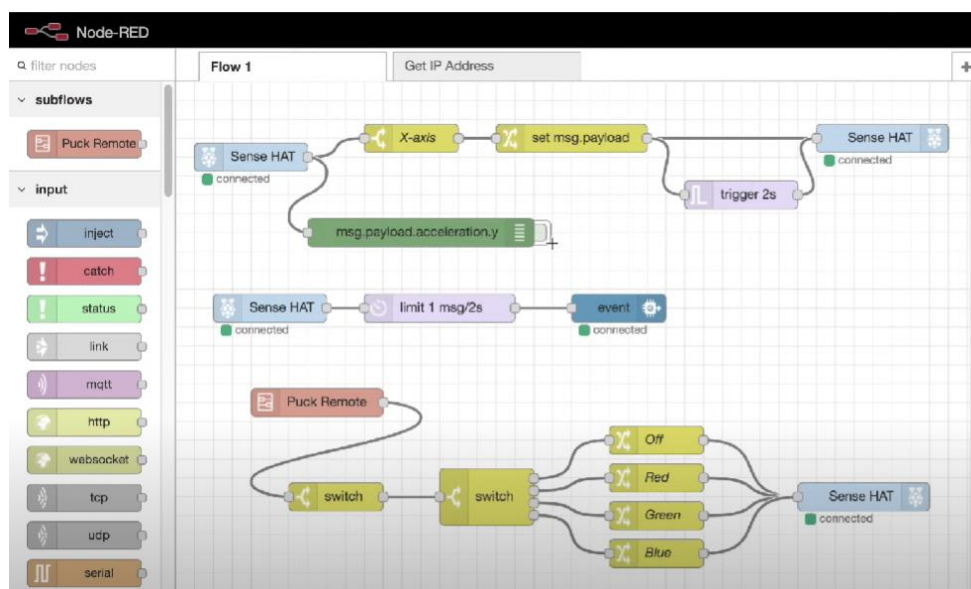 Node-RED
filter nodes
Flow 1
Get IP Address
+
subflows
Puck Remote
input
inject
catch
status
link
mqtt
http
websocket
tcp
udp
serial
X-axis
set msg.payload
Sense HAT
connected
Sense HAT
connected
trigger 2s
msg.payload.acceleration.y
Sense HAT
limit 1 msg/2s
event
connected
connected
Puck Remote
Off
Red
switch
switch
Sense HAT
Green
connected
Blue